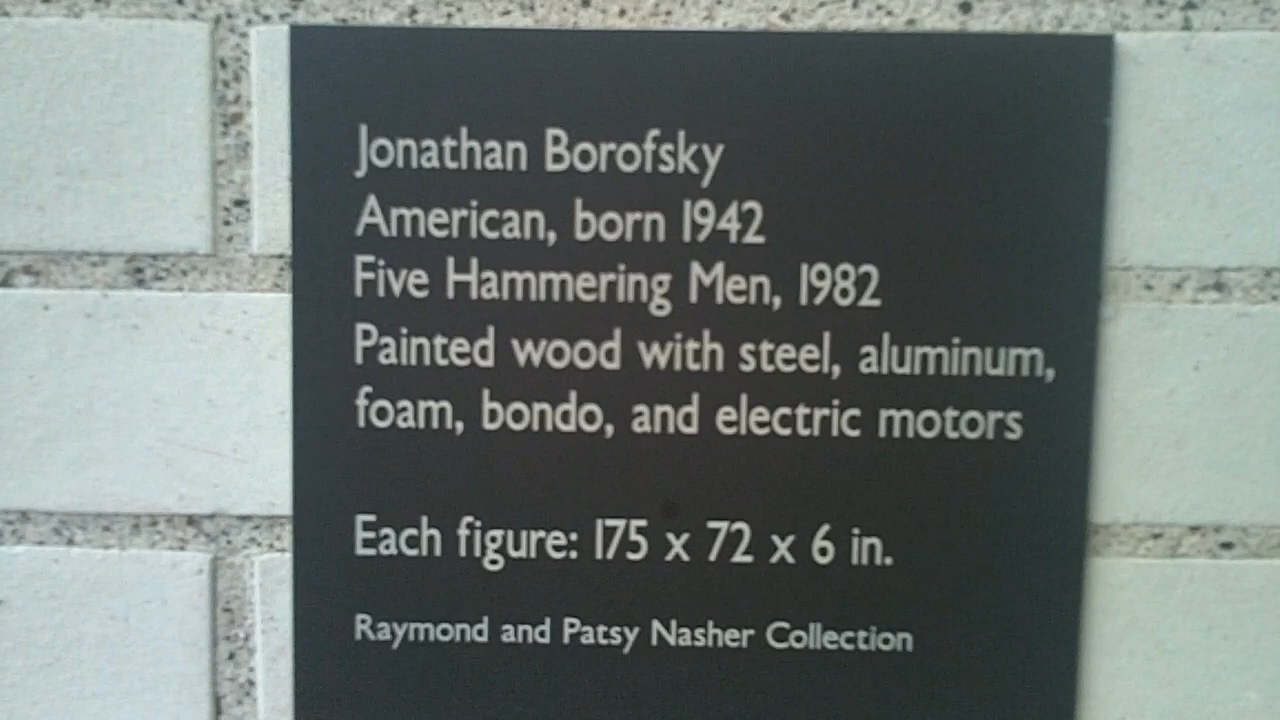 Jonathan Borofsky
American, born 1942
Five Hammering Men, 1982
Painted wood with steel, aluminum,
foam, bondo, and electric motors
Each figure: 175 x 72 x 6 in.
Raymond and Patsy Nasher Collection